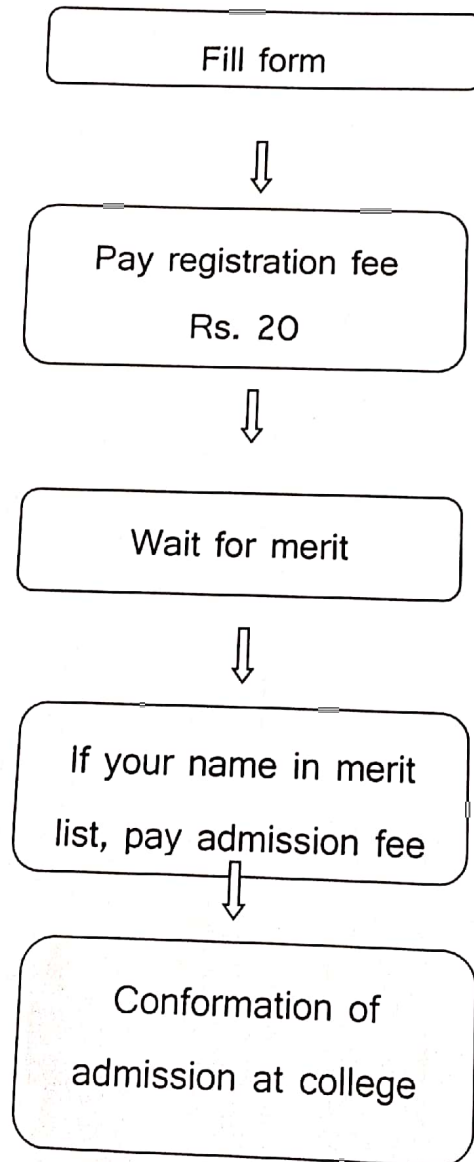 Fill form
Pay registration fee
Rs. 20
Wait for merit
If your name in merit
list, pay admission fee
Conformation of
admission at college